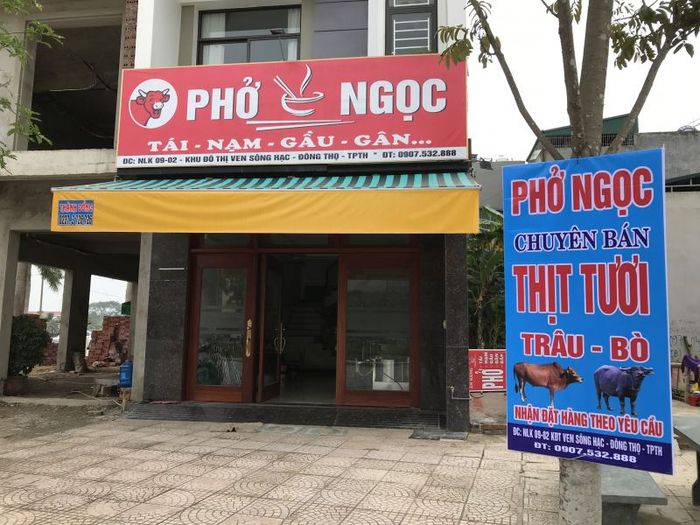 PHỞ NGỌC
TÁI - NẠM - GẦU - GÂN...
ĐC: NLK 09-02 - KHU ĐÔ THỊ VEN SÔNG HẠC - ĐÔNG THỌ - TPTH * ĐT: 0907.532.888
PHỞ NGỌC
CHUYÊN BÁN
THỊT TƯƠI
TRÂU - BÒ
NHẬN ĐẶT HÀNG THEO YÊU CẦU
ĐC: NLK 09-02 KĐT VEN SÔNG HẠC - ĐÔNG THỌ - TPTH
ĐT: 0907.532.888
PHỞ